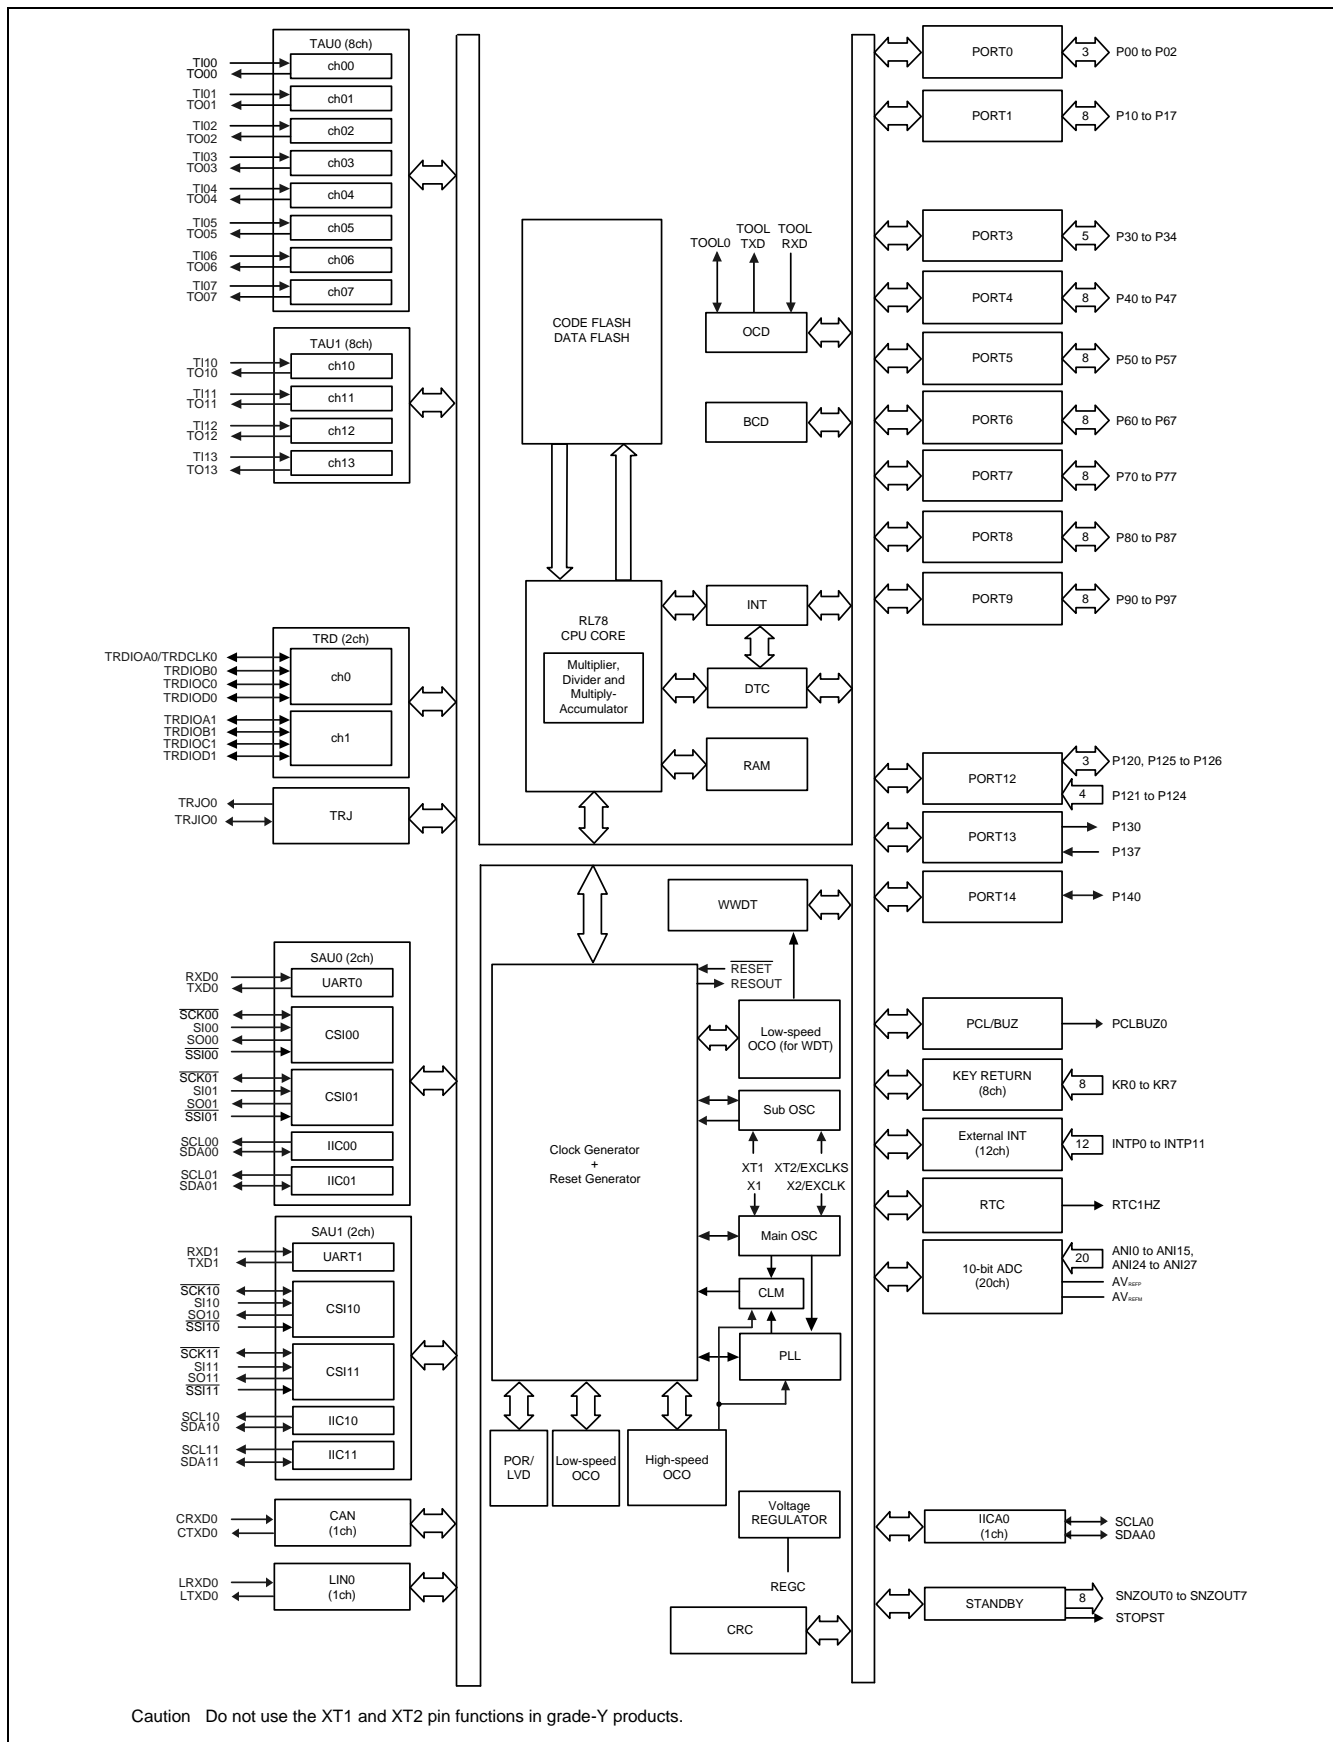 TAU0 (8ch)
TI00
TO00
ch00
TI01
TO01
ch01
TI02
TO02
ch02
TI03
TO03
ch03
TI04
TO04
ch04
TI05
TO05
ch05
TI06
TO06
ch06
TI07
TO07
ch07
TAU1 (8ch)
TI10
TO10
ch10
TI11
TO11
ch11
TI12
TO12
ch12
TI13
TO13
ch13
TRD (2ch)
TRDIOA0/TRDCLK0
TRDIOB0
TRDIOC0
TRDIOD0
ch0
TRDIOA1
TRDIOB1
TRDIOC1
TRDIOD1
ch1
TRJO0
TRJIO0
TRJ
SAU0 (2ch)
RXD0
TXD0
UART0
SCK00
SI00
SO00
SSI00
CSI00
SCK01
SI01
SO01
SSI01
CSI01
SCL00
SDA00
IIC00
SCL01
SDA01
IIC01
SAU1 (2ch)
RXD1
TXD1
UART1
SCK10
SI10
SO10
SSI10
CSI10
SCK11
SI11
SO11
SSI11
CSI11
SCL10
SDA10
IIC10
SCL11
SDA11
IIC11
CRXD0
CTXD0
CAN
(1ch)
LRXD0
LTXD0
LIN0
(1ch)
CODE FLASH
DATA FLASH
TOOL0
TOOL
TXD
TOOL
RXD
OCD
BCD
RL78
CPU CORE
Multiplier,
Divider and
Multiply-
Accumulator
INT
DTC
RAM
WWDT
RESET
RESOUT
Clock Generator
+
Reset Generator
Low-speed
OCO (for WDT)
Sub OSC
XT1 XT2/EXCLKS
X1 X2/EXCLK
Main OSC
CLM
PLL
POR/
LVD
Low-speed
OCO
High-speed
OCO
Voltage
REGULATOR
REGC
CRC
PORT0
3
P00 to P02
PORT1
8
P10 to P17
PORT3
5
P30 to P34
PORT4
8
P40 to P47
PORT5
8
P50 to P57
PORT6
8
P60 to P67
PORT7
8
P70 to P77
PORT8
8
P80 to P87
PORT9
8
P90 to P97
PORT12
3
P120, P125 to P126
4
P121 to P124
PORT13
P130
P137
PORT14
P140
PCL/BUZ
PCLBUZ0
KEY RETURN
(8ch)
8
KR0 to KR7
External INT
(12ch)
12
INTP0 to INTP11
RTC
RTC1HZ
10-bit ADC
(20ch)
20
ANI0 to ANI15,
ANI24 to ANI27
AVREFP
AVREFM
IICA0
(1ch)
SCLA0
SDAA0
STANDBY
8
SNZOUT0 to SNZOUT7
STOPST
Caution Do not use the XT1 and XT2 pin functions in grade-Y products.